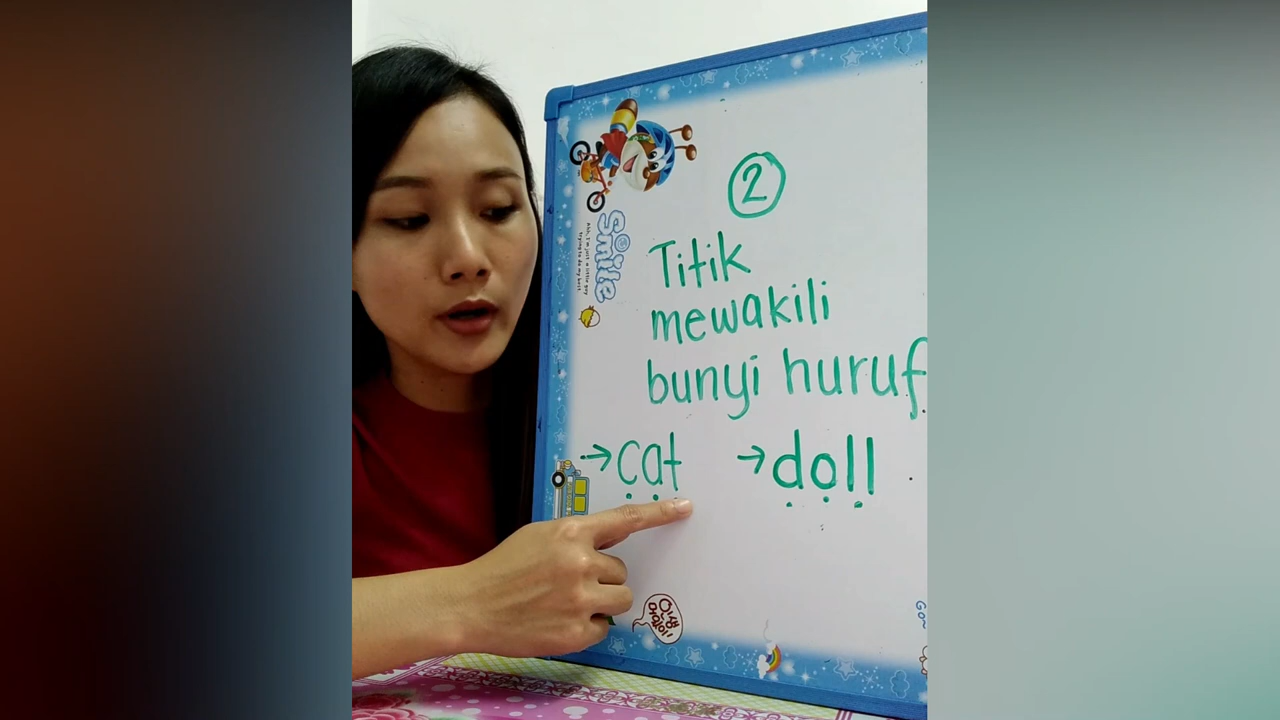 ②
Titik
mewakili
bunyi huruf
→cat →doll
Smile